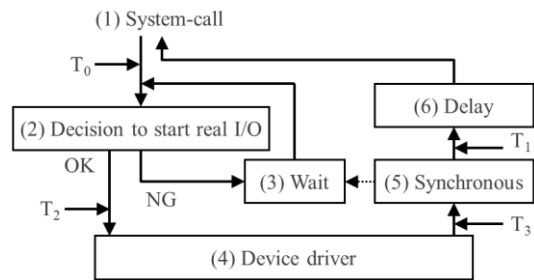 (1) System-call
T₀
(6) Delay
(2) Decision to start real I/O
T₁
OK
(3) Wait
(5) Synchronous
NG
T₂
T₃
(4) Device driver